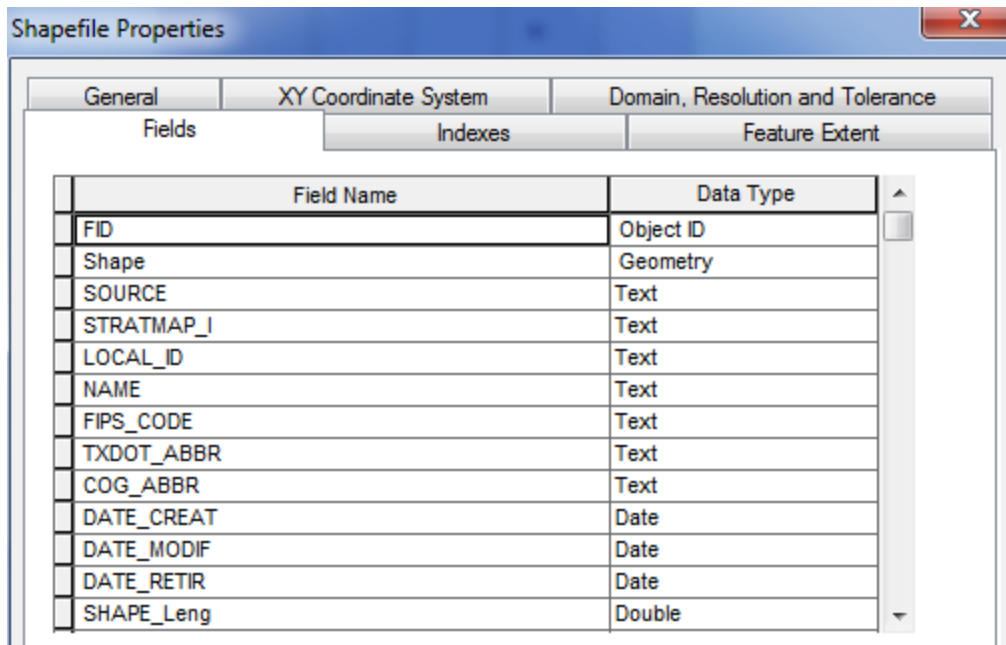 Shapefile Properties
General XY Coordinate System Domain, Resolution and Tolerance
Fields Indexes Feature Extent
Field Name Data Type
FID Object ID
Shape Geometry
SOURCE Text
STRATMAP_I Text
LOCAL_ID Text
NAME Text
FIPS_CODE Text
TXDOT_ABBR Text
COG_ABBR Text
DATE_CREAT Date
DATE_MODIF Date
DATE_RETIR Date
SHAPE_Leng Double